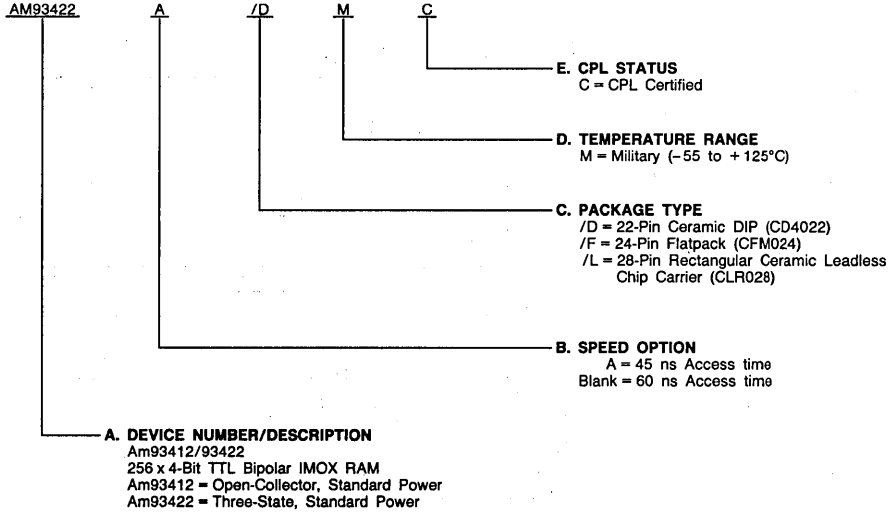 AM93422 A /D M C
E. CPL STATUS
C = CPL Certified
D. TEMPERATURE RANGE
M = Military (-55 to +125°C)
C. PACKAGE TYPE
/D = 22-Pin Ceramic DIP (CD4022)
/F = 24-Pin Flatpack (CFM024)
/L = 28-Pin Rectangular Ceramic Leadless
Chip Carrier (CLR028)
B. SPEED OPTION
A = 45 ns Access time
Blank = 60 ns Access time
A. DEVICE NUMBER/DESCRIPTION
Am93412/93422
256 x 4-Bit TTL Bipolar IMOX RAM
Am93412 = Open-Collector, Standard Power
Am93422 = Three-State, Standard Power